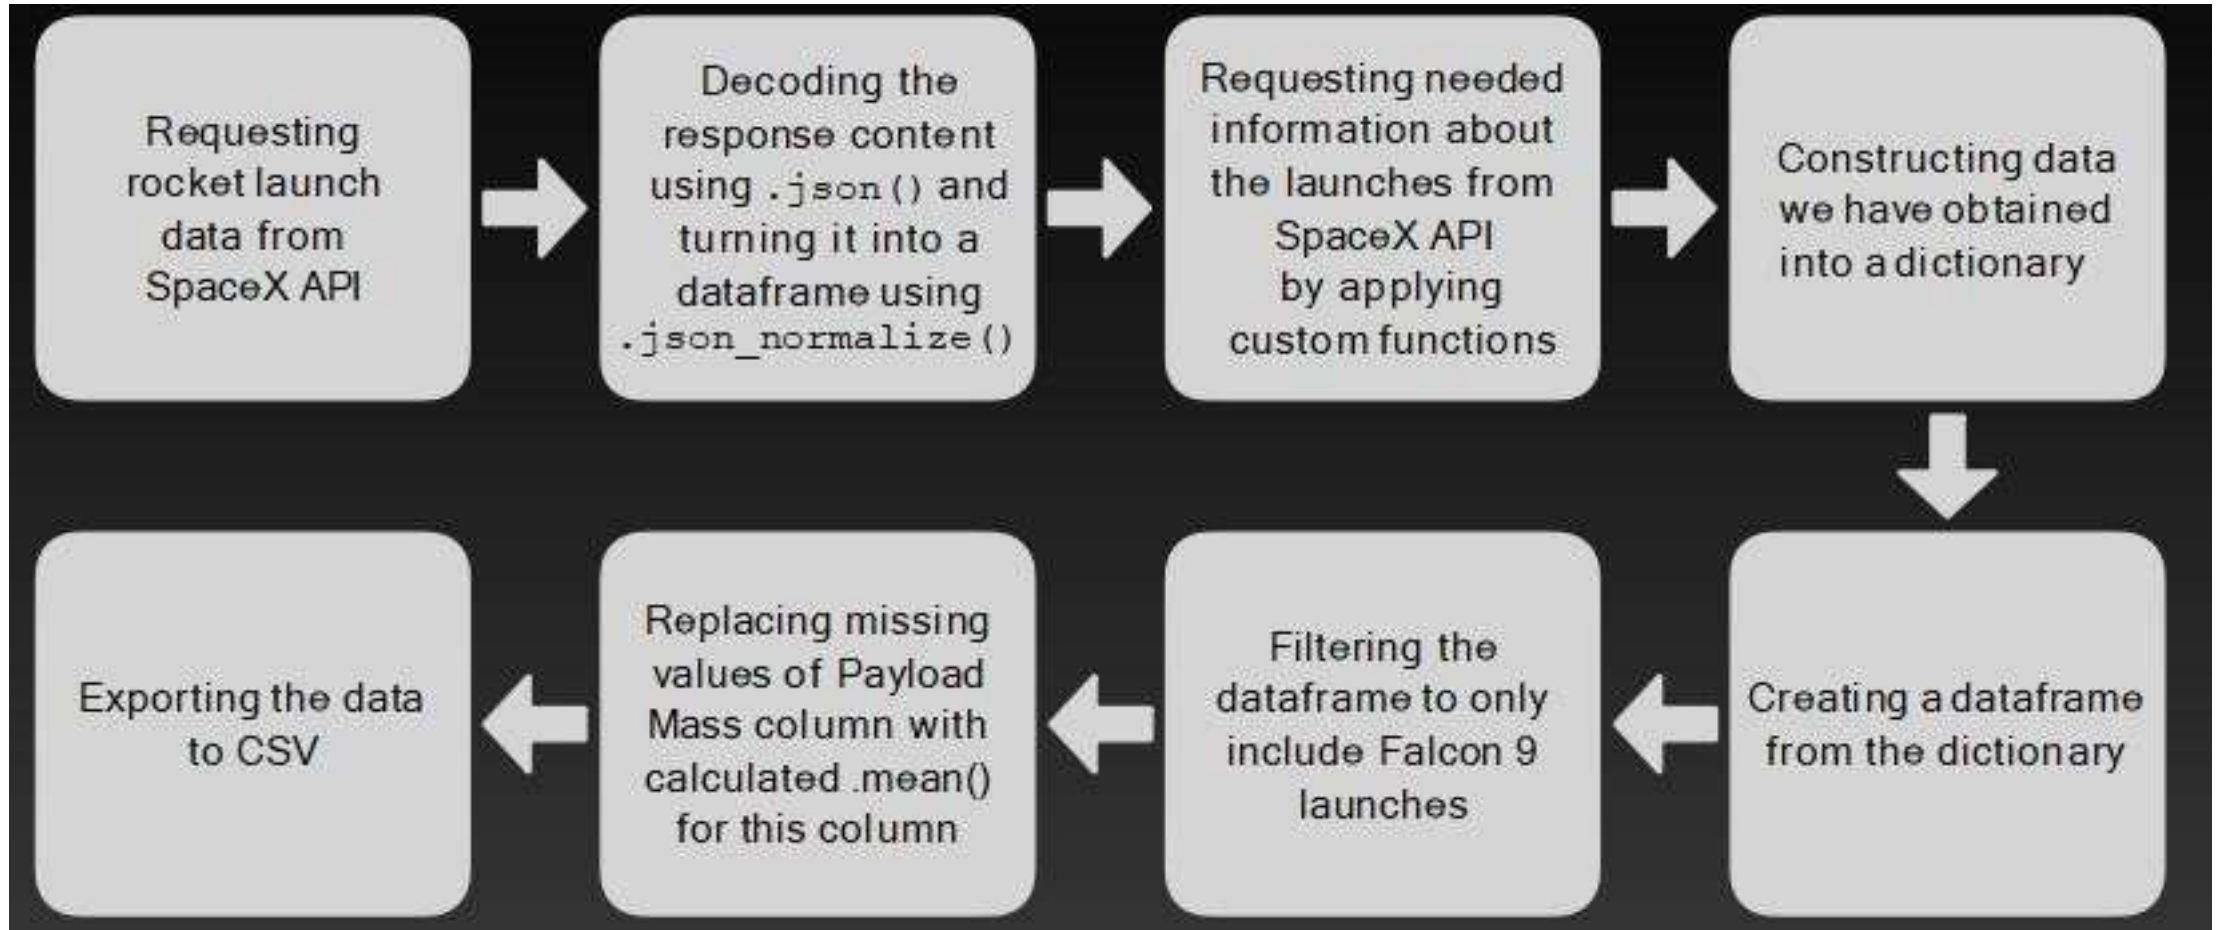 Requesting
rocket launch
data from
SpaceX API
Decoding the
response content
using .json() and
turning it into a
dataframe using
.json_normalize()
Requesting needed
information about
the launches from
SpaceX API
by applying
custom functions
Constructing data
we have obtained
into a dictionary
Creating a dataframe
from the dictionary
Filtering the
dataframe to only
include Falcon 9
launches
Replacing missing
values of Payload
Mass column with
calculated .mean()
for this column
Exporting the data
to CSV